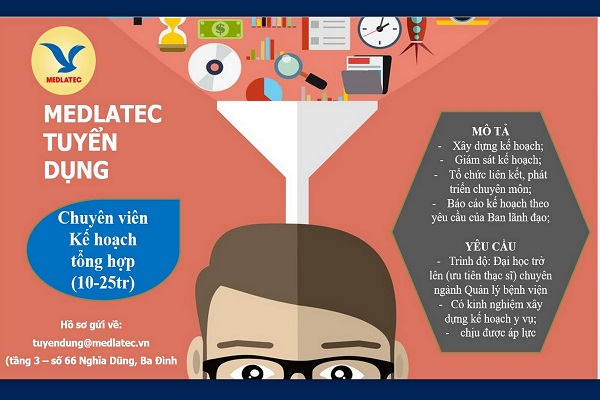 MEDLATEC
MEDLATEC
TUYỂN
DỤNG
Chuyên viên
Kế hoạch
tổng hợp
(10-25tr)
Hồ sơ gửi về:
tuyendung@medlatec.vn
(tầng 3 – số 66 Nghĩa Dũng, Ba Đình
MÔ TẢ
- Xây dựng kế hoạch;
- Giám sát kế hoạch;
- Tổ chức liên kết, phát
triển chuyên môn;
- Báo cáo kế hoạch theo
yêu cầu của Ban lãnh đạo;
YÊU CẦU
- Trình độ: Đại học trở
lên (ưu tiên thạc sĩ) chuyên
ngành Quản lý bệnh viện
- Có kinh nghiệm xây
dựng kế hoạch y vụ;
- chịu được áp lực